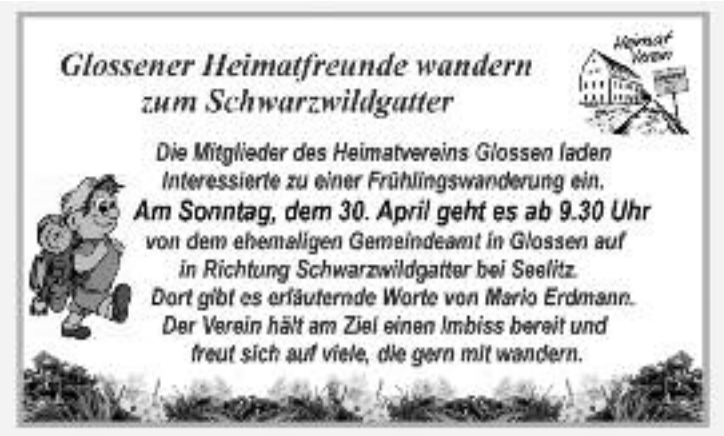 Heimat
Verein
Glossener Heimatfreunde wandern
zum Schwarzwildgatter
Die Mitglieder des Heimatvereins Glossen laden
Interessierte zu einer Frühlingswanderung ein.
Am Sonntag, dem 30. April geht es ab 9.30 Uhr
von dem ehemaligen Gemeindeamt in Glossen auf
in Richtung Schwarzwildgatter bei Seelitz.
Dort gibt es erläuternde Worte von Mario Erdmann.
Der Verein hält am Ziel einen Imbiss bereit und
freut sich auf viele, die gern mit wandern.